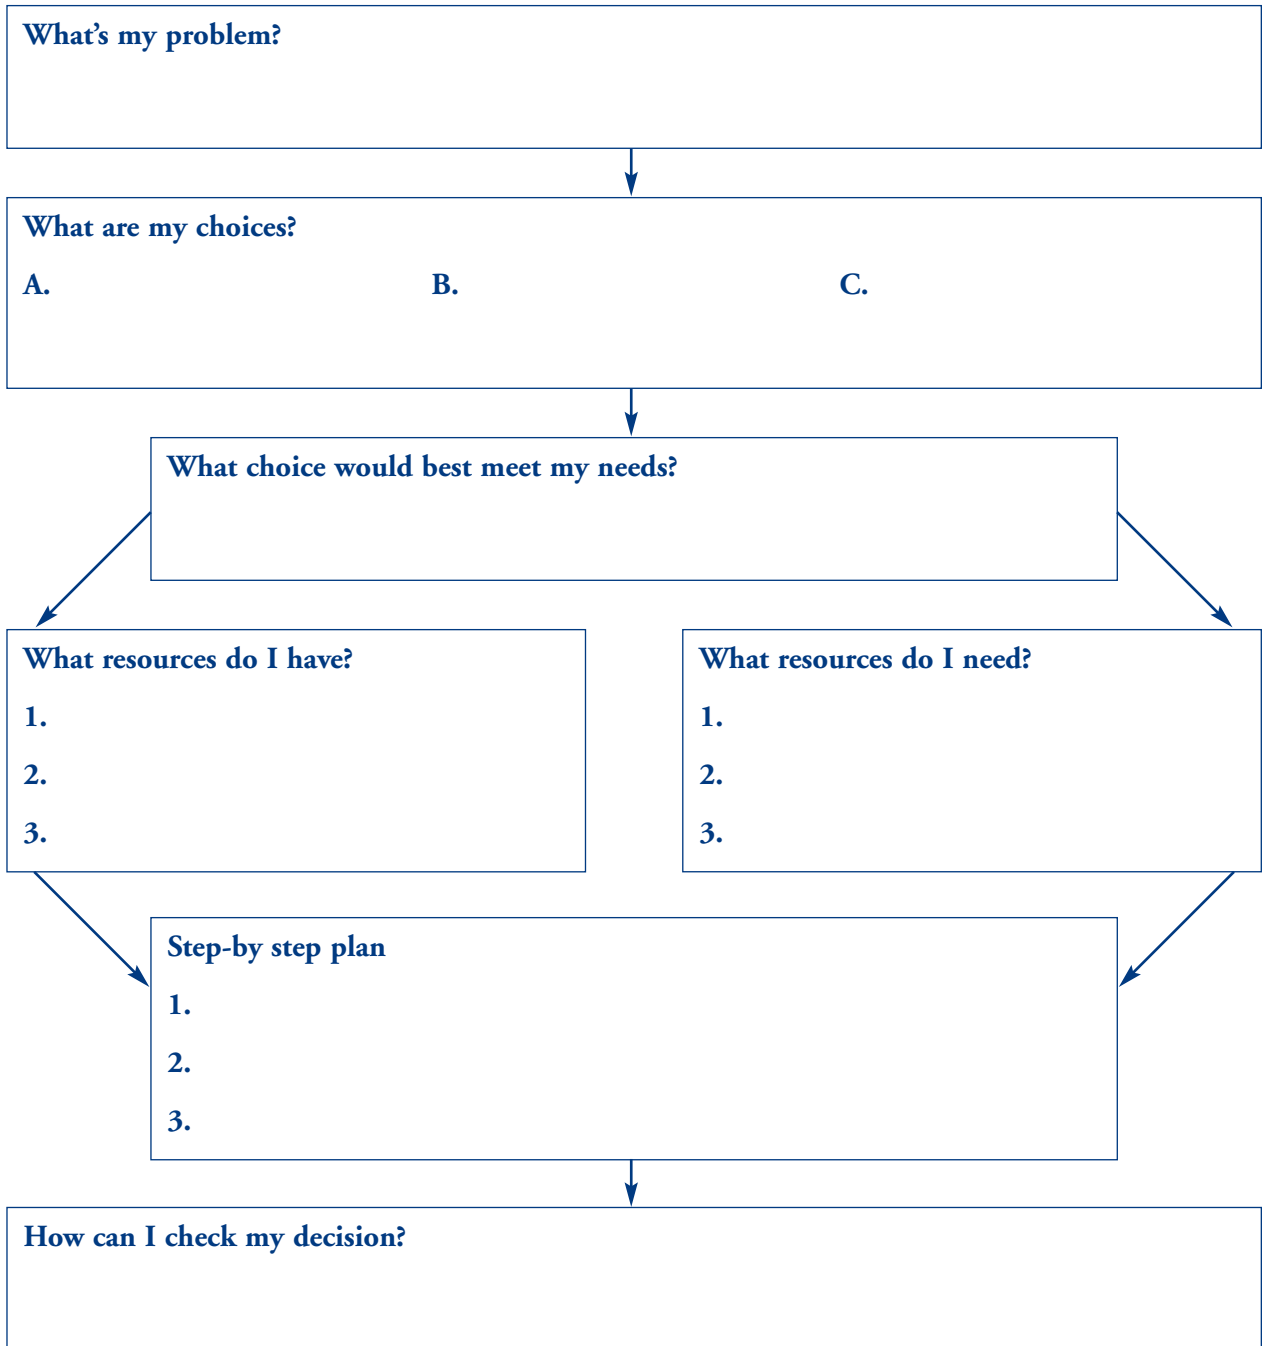 What’s my problem?
What are my choices?
A. B. C.
What choice would best meet my needs?
What resources do I have?
1.
2.
3.
What resources do I need?
1.
2.
3.
Step-by step plan
1.
2.
3.
How can I check my decision?